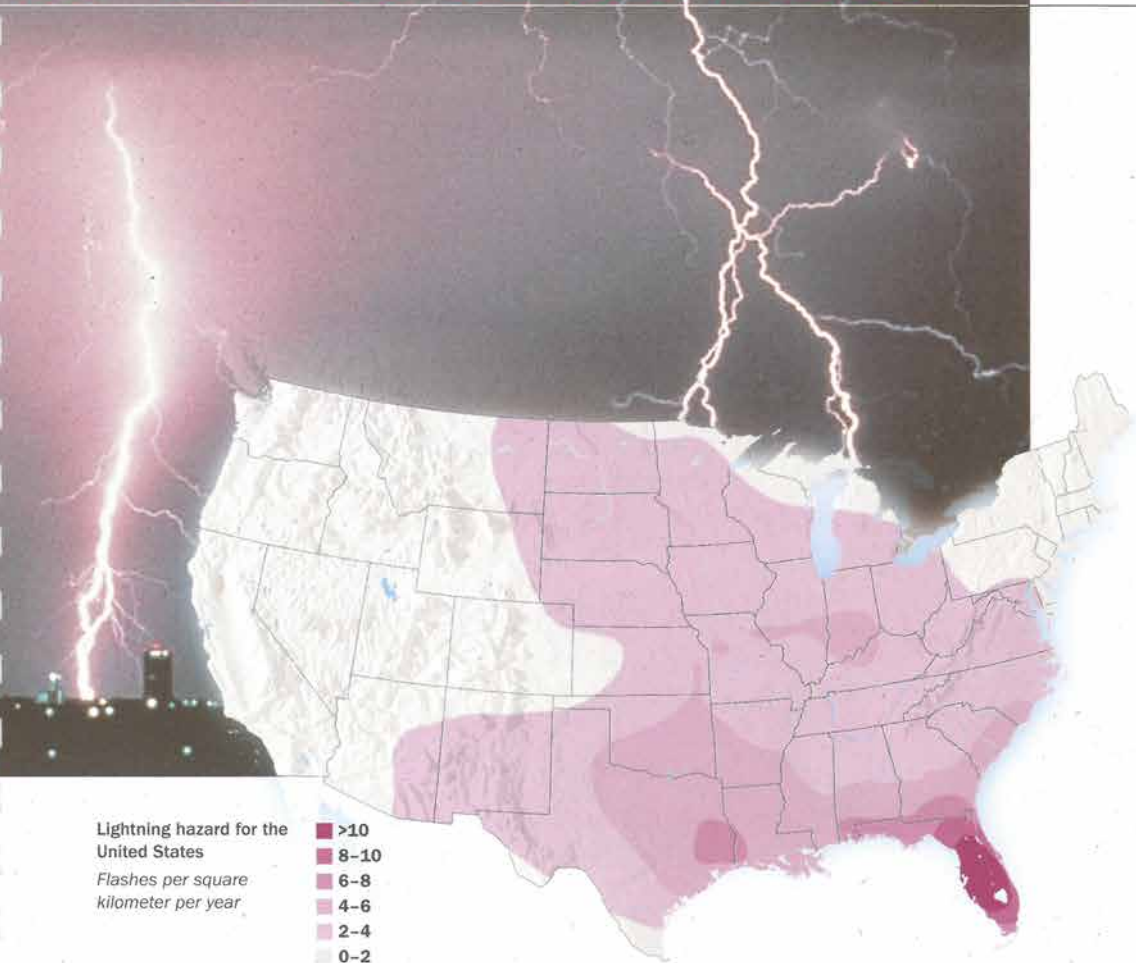 Lightning hazard for the
United States
Flashes per square
kilometer per year
>10
8–10
6–8
4–6
2–4
0–2